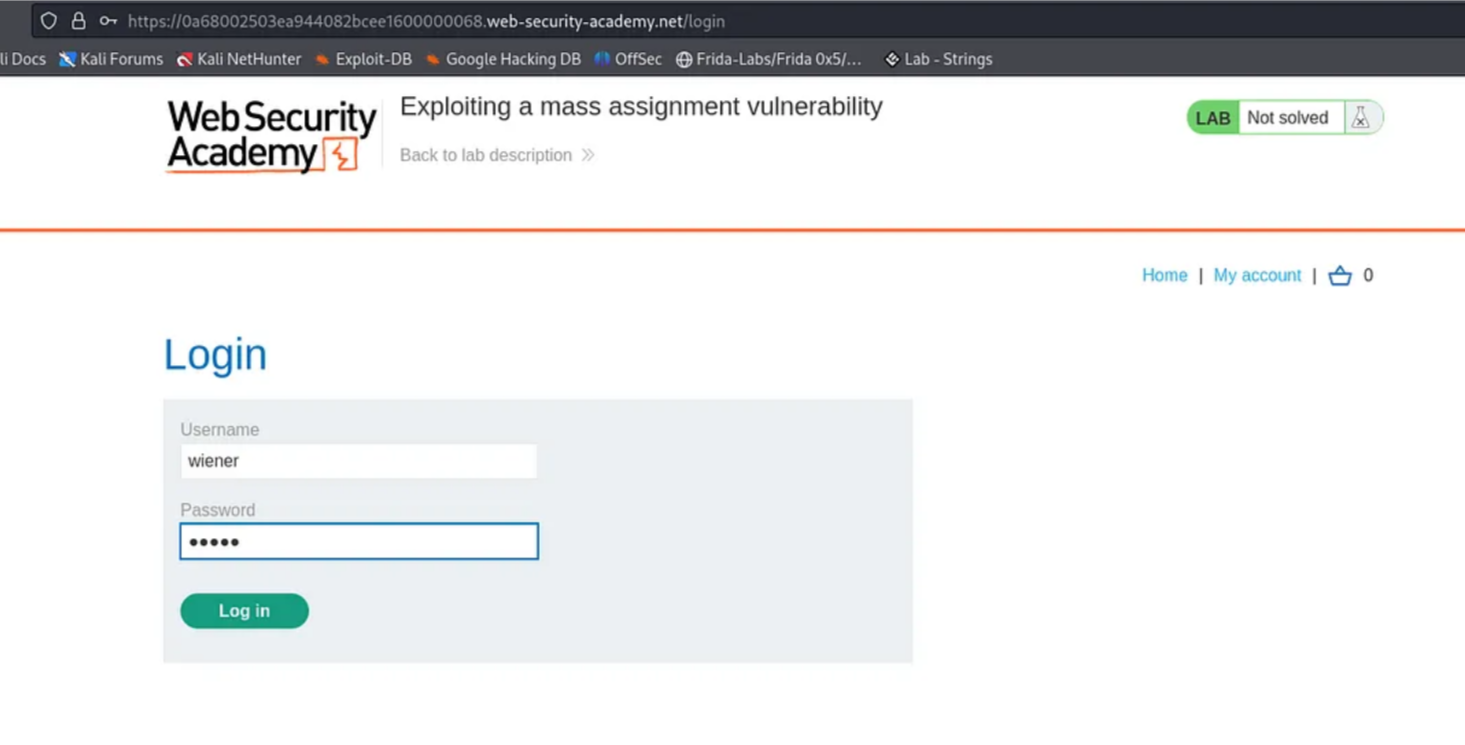 https://0a68002503ea944082bcee1600000068.web-security-academy.net/login
li Docs Kali Forums Kali NetHunter Exploit-DB Google Hacking DB OffSec Frida-Labs/Frida 0x5/... Lab - Strings
Web Security
Academy
Exploiting a mass assignment vulnerability
Back to lab description
LAB Not solved
Home | My account | 0
Login
Username
wiener
Password
•••••
Log in